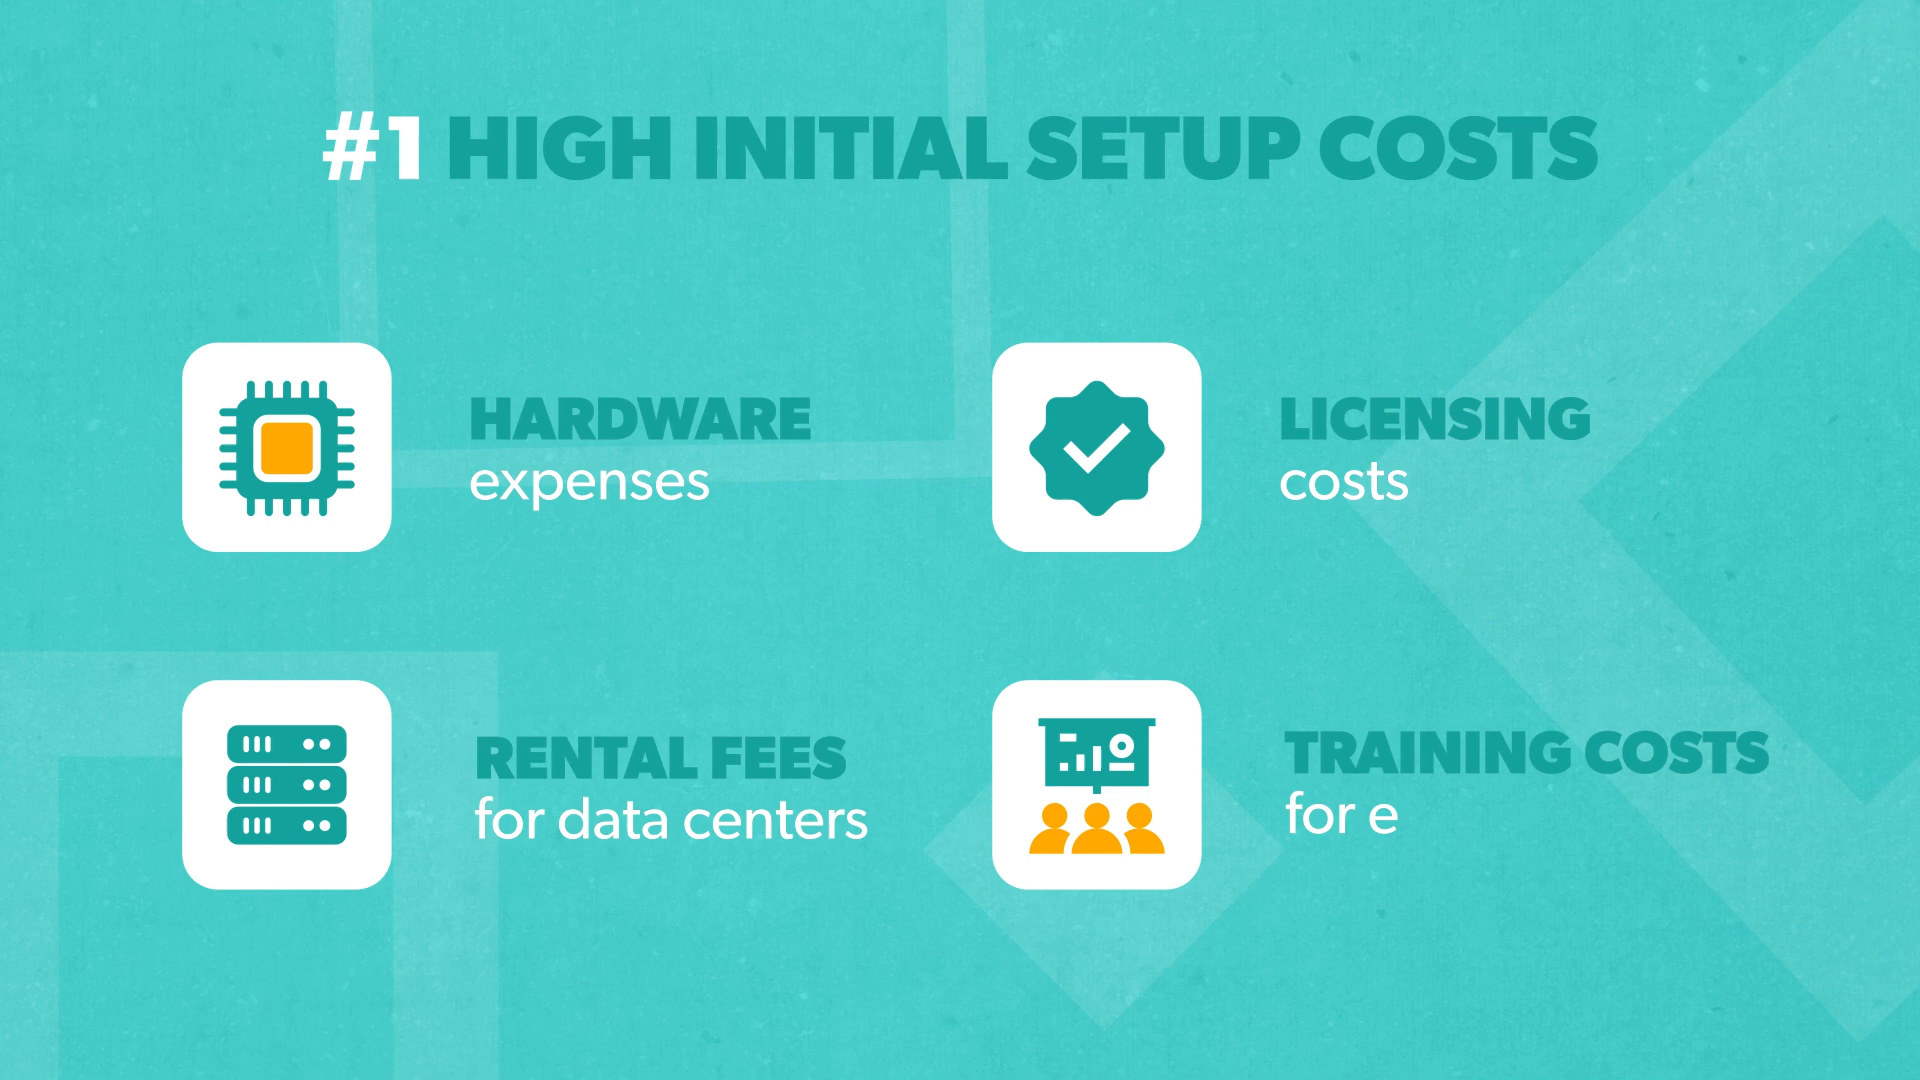 #1 HIGH INITIAL SETUP COSTS
HARDWARE
expenses
LICENSING
costs
RENTAL FEES
for data centers
TRAINING COSTS
for e